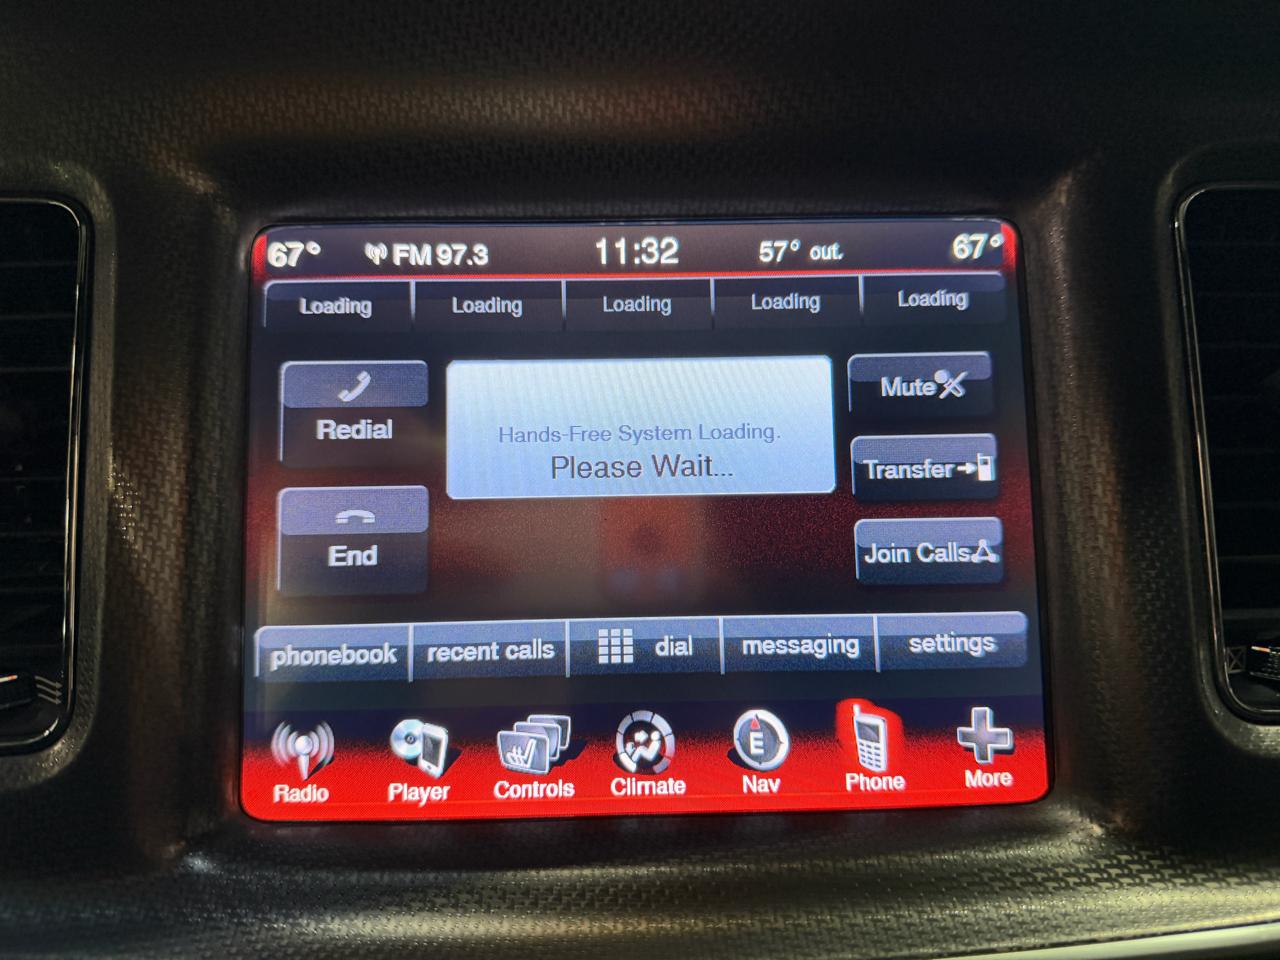 67° FM 97.3 11:32 57° out. 67°
Loading Loading Loading Loading Loading
Redial
Hands-Free System Loading.
Please Wait...
Mute
Transfer
Join Calls
End
phonebook recent calls dial messaging settings
E
Radio Player Controls Climate Nav Phone More